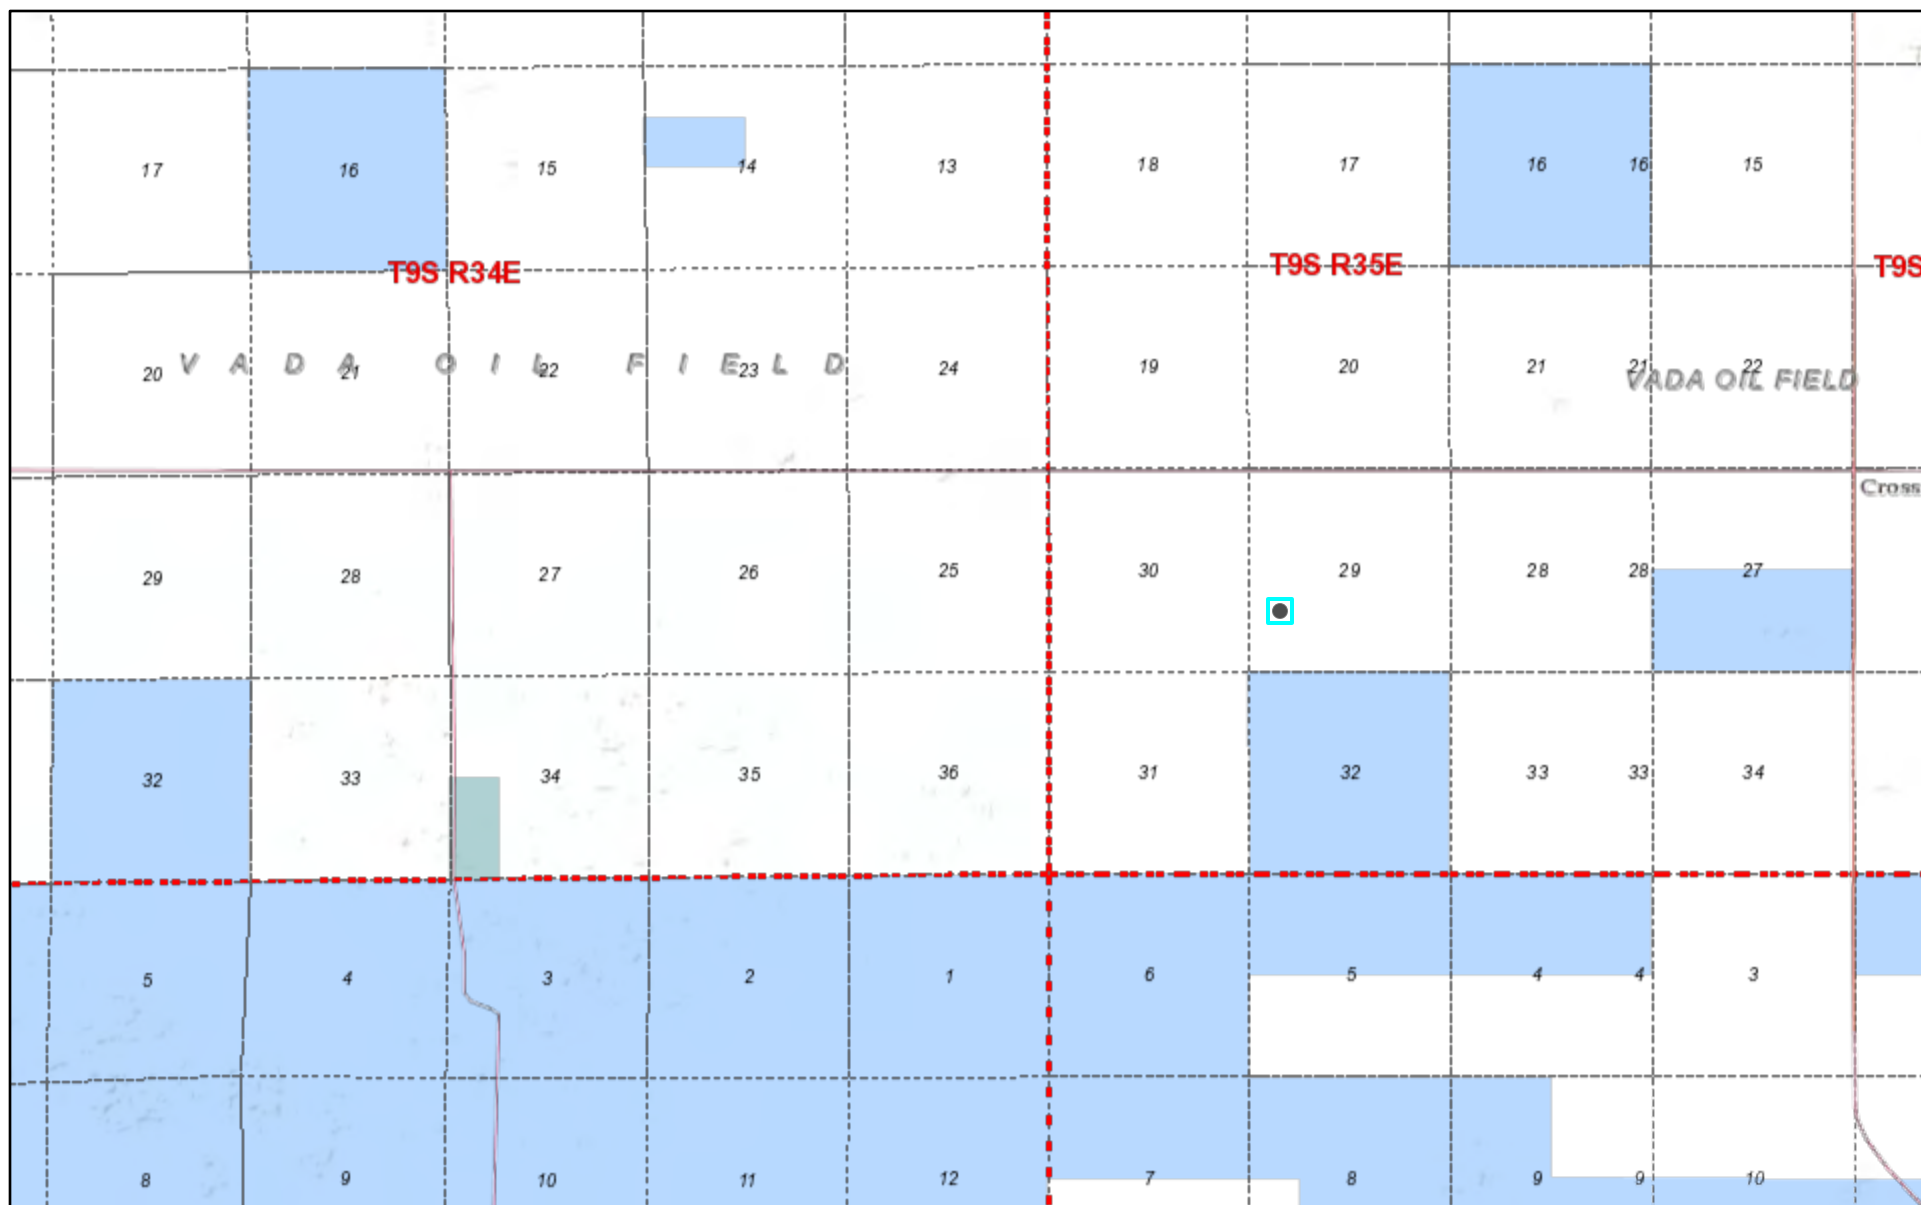 17 16 15 14 13 18 17 16 16 15
T9S R34E T9S R35E T9S
20 21 22 23 24 19 20 21 21 22
VADA OIL FIELD VADA OIL FIELD
Cross
29 28 27 26 25 30 29 28 28 27
32 33 34 35 36 31 32 33 33 34
5 4 3 2 1 6 5 4 4 3
8 9 10 11 12 7 8 9 9 10